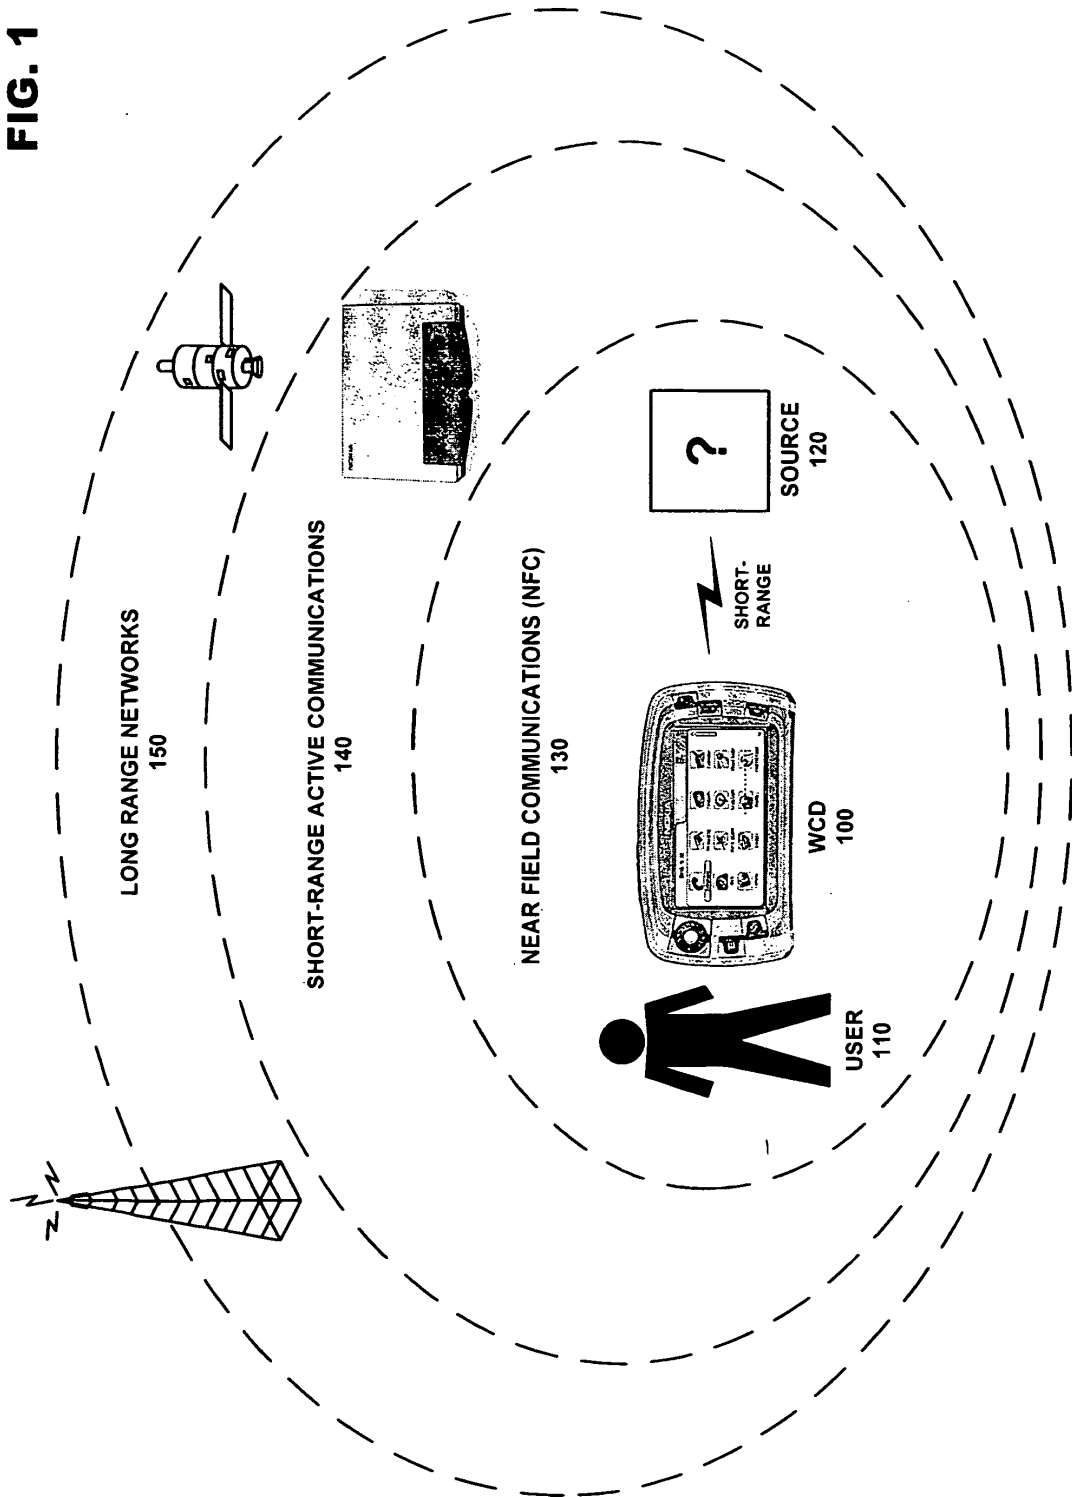 FIG. 1
LONG RANGE NETWORKS
150
SHORT-RANGE ACTIVE COMMUNICATIONS
140
NEAR FIELD COMMUNICATIONS (NFC)
130
?
SHORT-
RANGE
USER
110
WCD
100
SOURCE
120